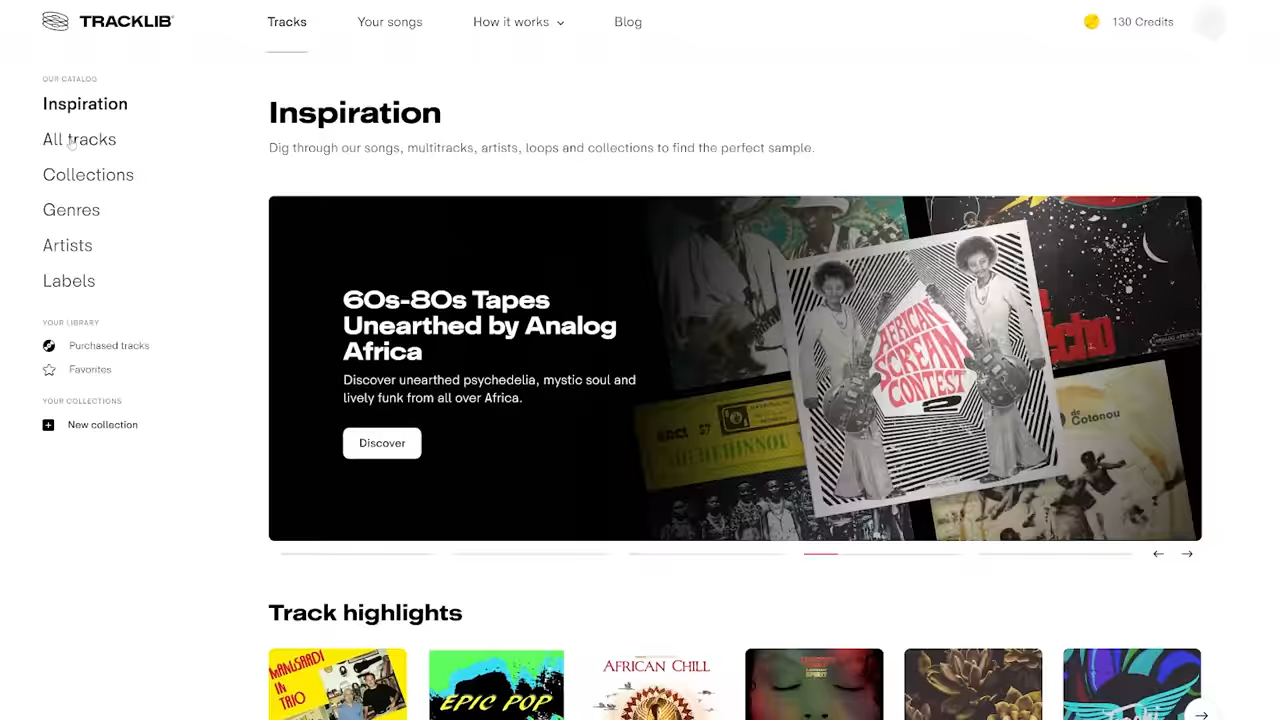 TRACKLIB
Tracks
Your songs
How it works
Blog
130 Credits
OUR CATALOG
Inspiration
All tracks
Collections
Genres
Artists
Labels
YOUR LIBRARY
Purchased tracks
Favorites
YOUR COLLECTIONS
New collection
Inspiration
Dig through our songs, multitracks, artists, loops and collections to find the perfect sample.
60s-80s Tapes
Unearthed by Analog
Africa
Discover unearthed psychedelia, mystic soul and
lively funk from all over Africa.
Discover
AFRICAN
SCREAM
CONTEST
2
de
Cotonou
Track highlights
MANUSARDI
IN
TRIO
EPIC POP
AFRICAN CHILL